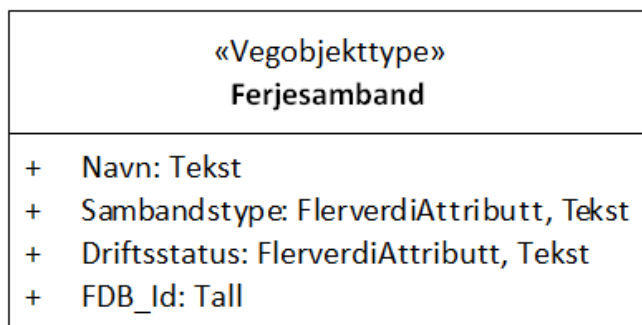 «Vegobjekttype»
Ferjesamband
+ Navn: Tekst
+ Sambandstype: FlerverdiAttributt, Tekst
+ Driftsstatus: FlerverdiAttributt, Tekst
+ FDB_Id: Tall